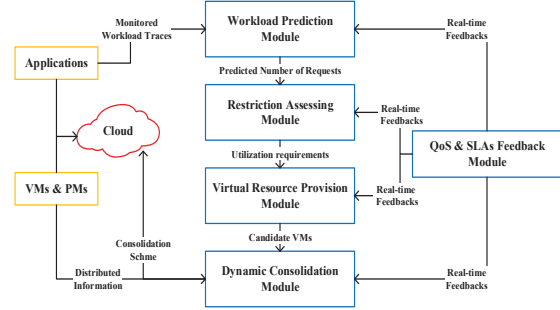 Monitored
Workload Traces
Workload Prediction
Module
Real-time
Feedbacks
Applications
Predicted Number of Requests
Cloud
Restriction Assessing
Module
Real-time
Feedbacks
QoS & SLAs Feedback
Module
Utilization requirements
VMs & PMs
Virtual Resource Provision
Module
Real-time
Feedbacks
Candidate VMs
Consolidation
Schme
Distributed
Information
Dynamic Consolidation
Module
Real-time
Feedbacks